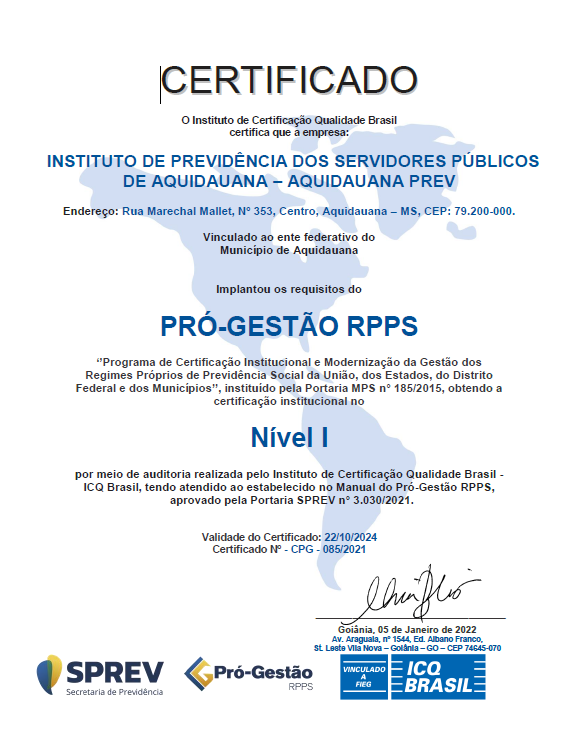 CERTIFICADO
O Instituto de Certificação Qualidade Brasil
certifica que a empresa:
INSTITUTO DE PREVIDÊNCIA DOS SERVIDORES PÚBLICOS
DE AQUIDAUANA – AQUIDAUANA PREV
Endereço: Rua Marechal Mallet, Nº 353, Centro, Aquidauana – MS, CEP: 79.200-000.
Vinculado ao ente federativo do
Município de Aquidauana
Implantou os requisitos do
PRÓ-GESTÃO RPPS
‘’Programa de Certificação Institucional e Modernização da Gestão dos
Regimes Próprios de Previdência Social da União, dos Estados, do Distrito
Federal e dos Municípios’’, instituído pela Portaria MPS n° 185/2015, obtendo a
certificação institucional no
Nível I
por meio de auditoria realizada pelo Instituto de Certificação Qualidade Brasil -
ICQ Brasil, tendo atendido ao estabelecido no Manual do Pró-Gestão RPPS,
aprovado pela Portaria SPREV n° 3.030/2021.
Validade do Certificado: 22/10/2024
Certificado Nº - CPG - 085/2021
Goiânia, 05 de Janeiro de 2022
Av. Araguaia, n° 1544, Ed. Albano Franco,
St. Leste Vila Nova – Goiânia – GO – CEP 74645-070
SPREV
Secretaria de Previdência
Pró-Gestão
RPPS
VINCULADO
A
FIEG
ICQ
BRASIL